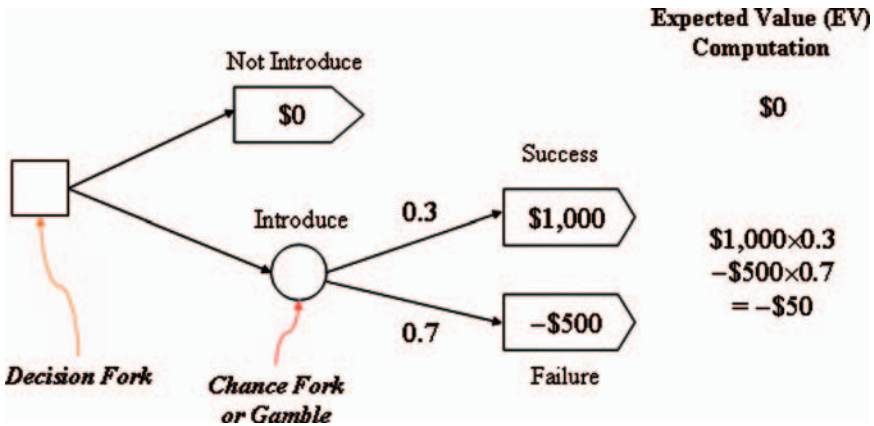 Expected Value (EV)
Computation
Not Introduce
$0
$0
Success
0.3
$1,000
Introduce
$1,000×0.3
–$500×0.7
= –$50
0.7
–$500
Failure
Decision Fork
Chance Fork
or Gamble